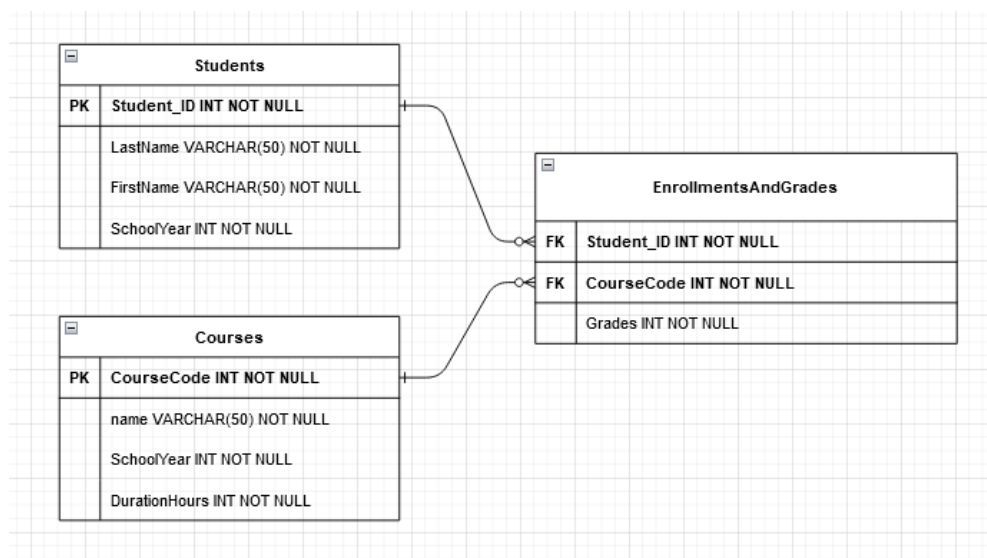 Students
PK Student_ID INT NOT NULL
LastName VARCHAR(50) NOT NULL
FirstName VARCHAR(50) NOT NULL
SchoolYear INT NOT NULL
EnrollmentsAndGrades
FK Student_ID INT NOT NULL
FK CourseCode INT NOT NULL
Grades INT NOT NULL
Courses
PK CourseCode INT NOT NULL
name VARCHAR(50) NOT NULL
SchoolYear INT NOT NULL
DurationHours INT NOT NULL